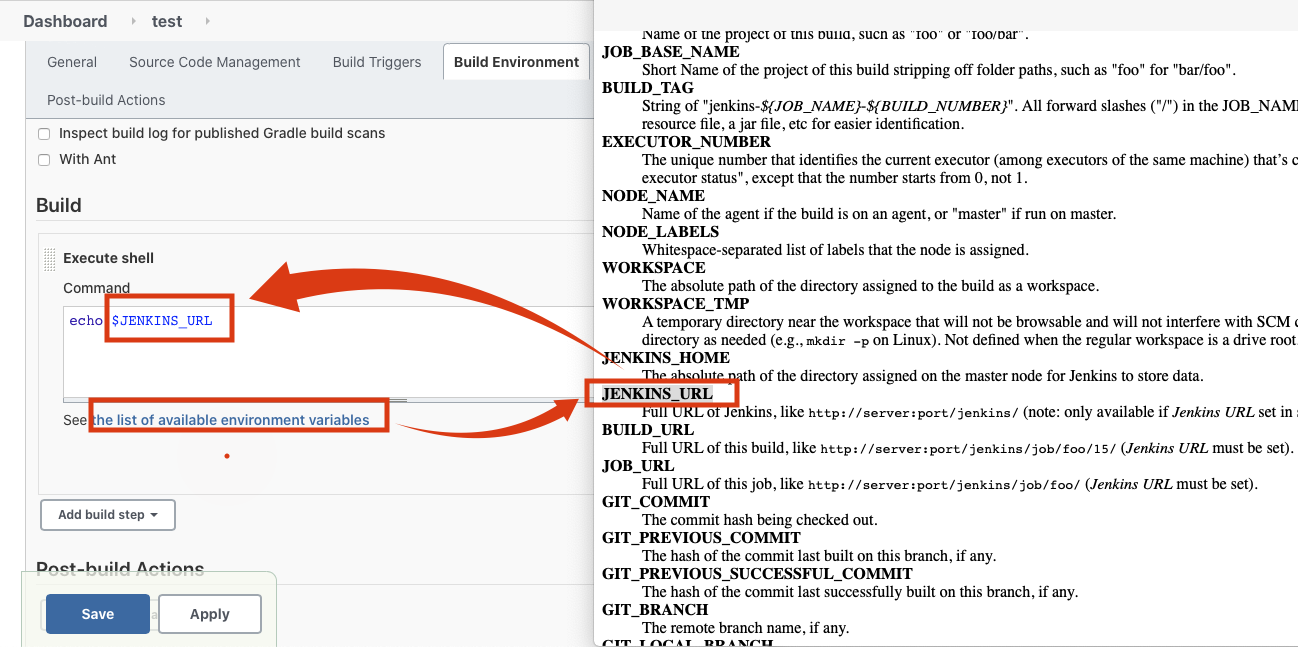 Dashboard
test
General
Source Code Management
Build Triggers
Build Environment
Post-build Actions
Inspect build log for published Gradle build scans
With Ant
Build
Execute shell
Command
echo $JENKINS_URL
See the list of available environment variables
Add build step
Post-build Actions
Save
Apply
Name of the project of this build, such as "foo" or "foo/bar".
JOB_BASE_NAME
Short Name of the project of this build stripping off folder paths, such as "foo" for "bar/foo".
BUILD_TAG
String of "jenkins-${JOB_NAME}-${BUILD_NUMBER}". All forward slashes ("/") in the JOB_NAM
resource file, a jar file, etc for easier identification.
EXECUTOR_NUMBER
The unique number that identifies the current executor (among executors of the same machine) that's c
executor status", except that the number starts from 0, not 1.
NODE_NAME
Name of the agent if the build is on an agent, or "master" if run on master.
NODE_LABELS
Whitespace-separated list of labels that the node is assigned.
WORKSPACE
The absolute path of the directory assigned to the build as a workspace.
WORKSPACE_TMP
A temporary directory near the workspace that will not be browsable and will not interfere with SCM c
directory as needed (e.g., mkdir -p on Linux). Not defined when the regular workspace is a drive root.
JENKINS_HOME
The absolute path of the directory assigned on the master node for Jenkins to store data.
JENKINS_URL
Full URL of Jenkins, like http://server:port/jenkins/ (note: only available if Jenkins URL set in
BUILD_URL
Full URL of this build, like http://server:port/jenkins/job/foo/15/ (Jenkins URL must be set).
JOB_URL
Full URL of this job, like http://server:port/jenkins/job/foo/ (Jenkins URL must be set).
GIT_COMMIT
The commit hash being checked out.
GIT_PREVIOUS_COMMIT
The hash of the commit last built on this branch, if any.
GIT_PREVIOUS_SUCCESSFUL_COMMIT
The hash of the commit last successfully built on this branch, if any.
GIT_BRANCH
The remote branch name, if any.
GIT_LOCAL_BRANCH